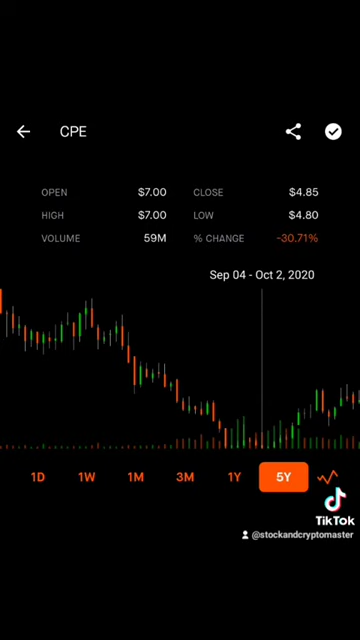 CPE
OPEN $7.00 CLOSE $4.85
HIGH $7.00 LOW $4.80
VOLUME 59M % CHANGE -30.71%
Sep 04 - Oct 2, 2020
1D 1W 1M 3M 1Y 5Y
TikTok
@stockandcryptomaster